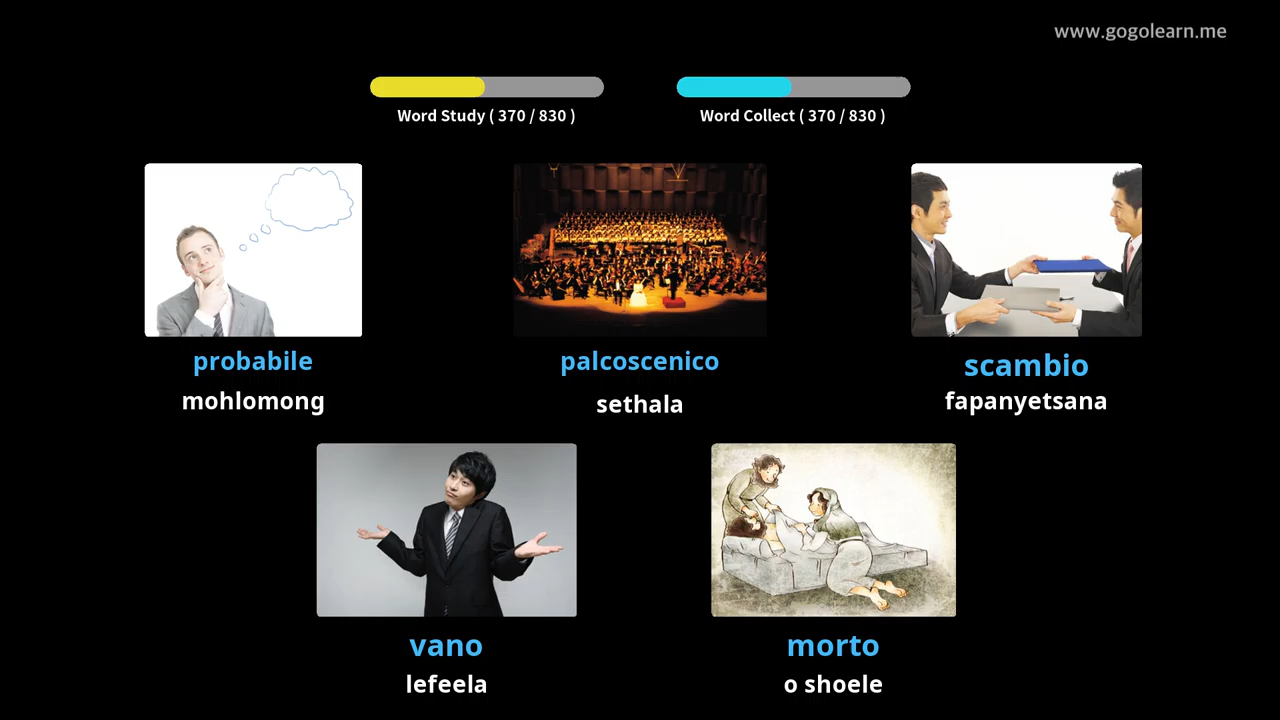 www.gogolearn.me
Word Study ( 370 / 830 )
Word Collect ( 370 / 830 )
probabile
mohlomong
palcoscenico
sethala
scambio
fapanyetsana
vano
lefeela
morto
o shoele